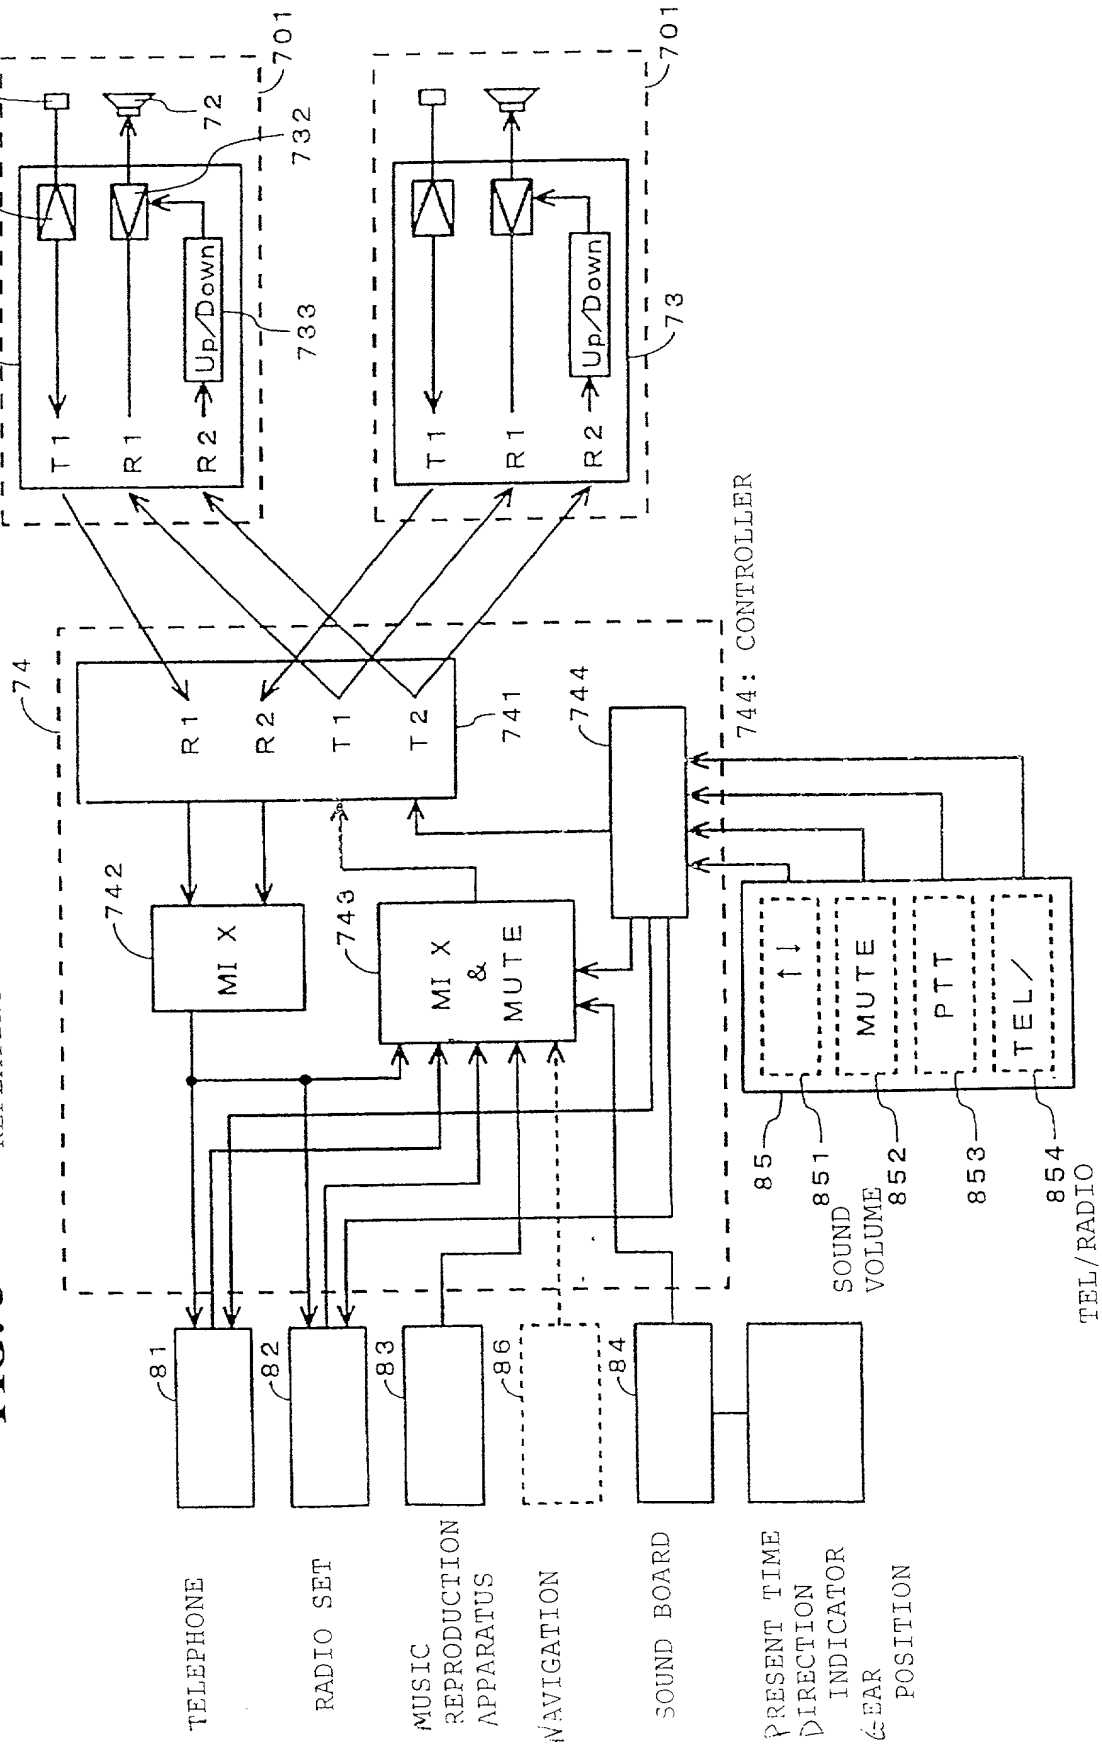 TELEPHONE
81
RADIO SET
82
MUSIC
REPRODUCTION
APPARATUS
83
NAVIGATION
86
SOUND BOARD
84
PRESENT TIME
DIRECTION
INDICATOR
GEAR
POSITION
74
742
MIX
743
MIX
&
MUTE
R1
R2
T1
T2
741
744
744: CONTROLLER
85
↑↓
851
SOUND
VOLUME
MUTE
852
PTT
853
TEL/
854
TEL/RADIO
T1
R1
R2
Up/Down
733
732
72
701
T1
R1
R2
Up/Down
73
701